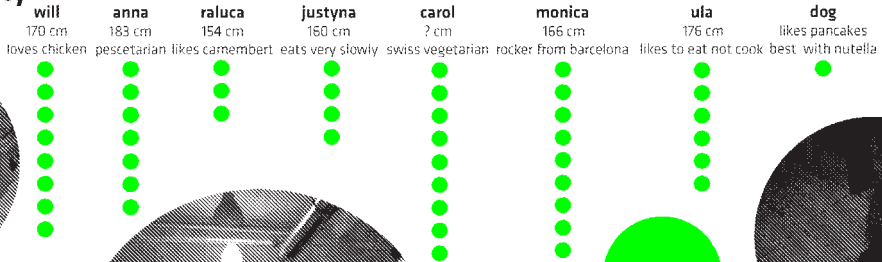 will
170 cm
loves chicken
anna
183 cm
pescetarian
raluca
154 cm
likes camembert
justyna
160 cm
eats very slowly
carol
? cm
swiss vegetarian
monica
166 cm
rocker from barcelona
ula
176 cm
likes to eat not cook
dog
likes pancakes
best with nutella